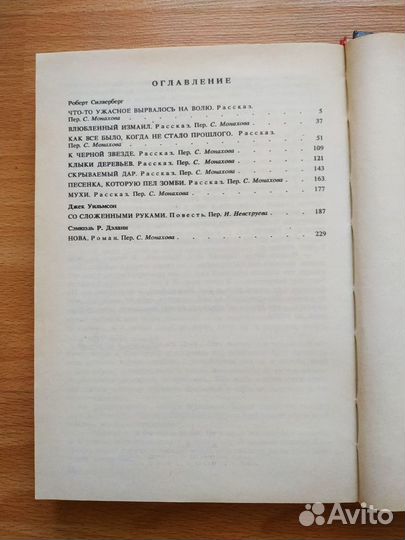 ОГЛАВЛЕНИЕ
Роберт Силверберг
ЧТО-ТО УЖАСНОЕ ВЫРВАЛОСЬ НА ВОЛЮ. Рассказ.
Пер. С. Монахова . . . 5
ВЛЮБЛЕННЫЙ ИЗМАИЛ. Рассказ. Пер. С. Монахова . 37
КАК ВСЕ БЫЛО, КОГДА НЕ СТАЛО ПРОШЛОГО. Рассказ.
Пер. С. Монахова . . . 51
К ЧЕРНОЙ ЗВЕЗДЕ. Рассказ. Пер. С. Монахова . . . 109
КЛЫКИ ДЕРЕВЬЕВ. Рассказ. Пер. С. Монахова . . . 121
СКРЫВАЕМЫЙ ДАР. Рассказ. Пер. С. Монахова . . . 143
ПЕСЕНКА, КОТОРУЮ ПЕЛ ЗОМБИ. Рассказ. Пер. С. Монахова . 163
МУХИ. Рассказ. Пер. С. Монахова . . . 177
Джек Уильмсон
СО СЛОЖЕННЫМИ РУКАМИ. Повесть. Пер. И. Невструева . 187
Сэмюэль Р. Дэлани
НОВА. Роман. Пер. С. Монахова . . . 229
Avito